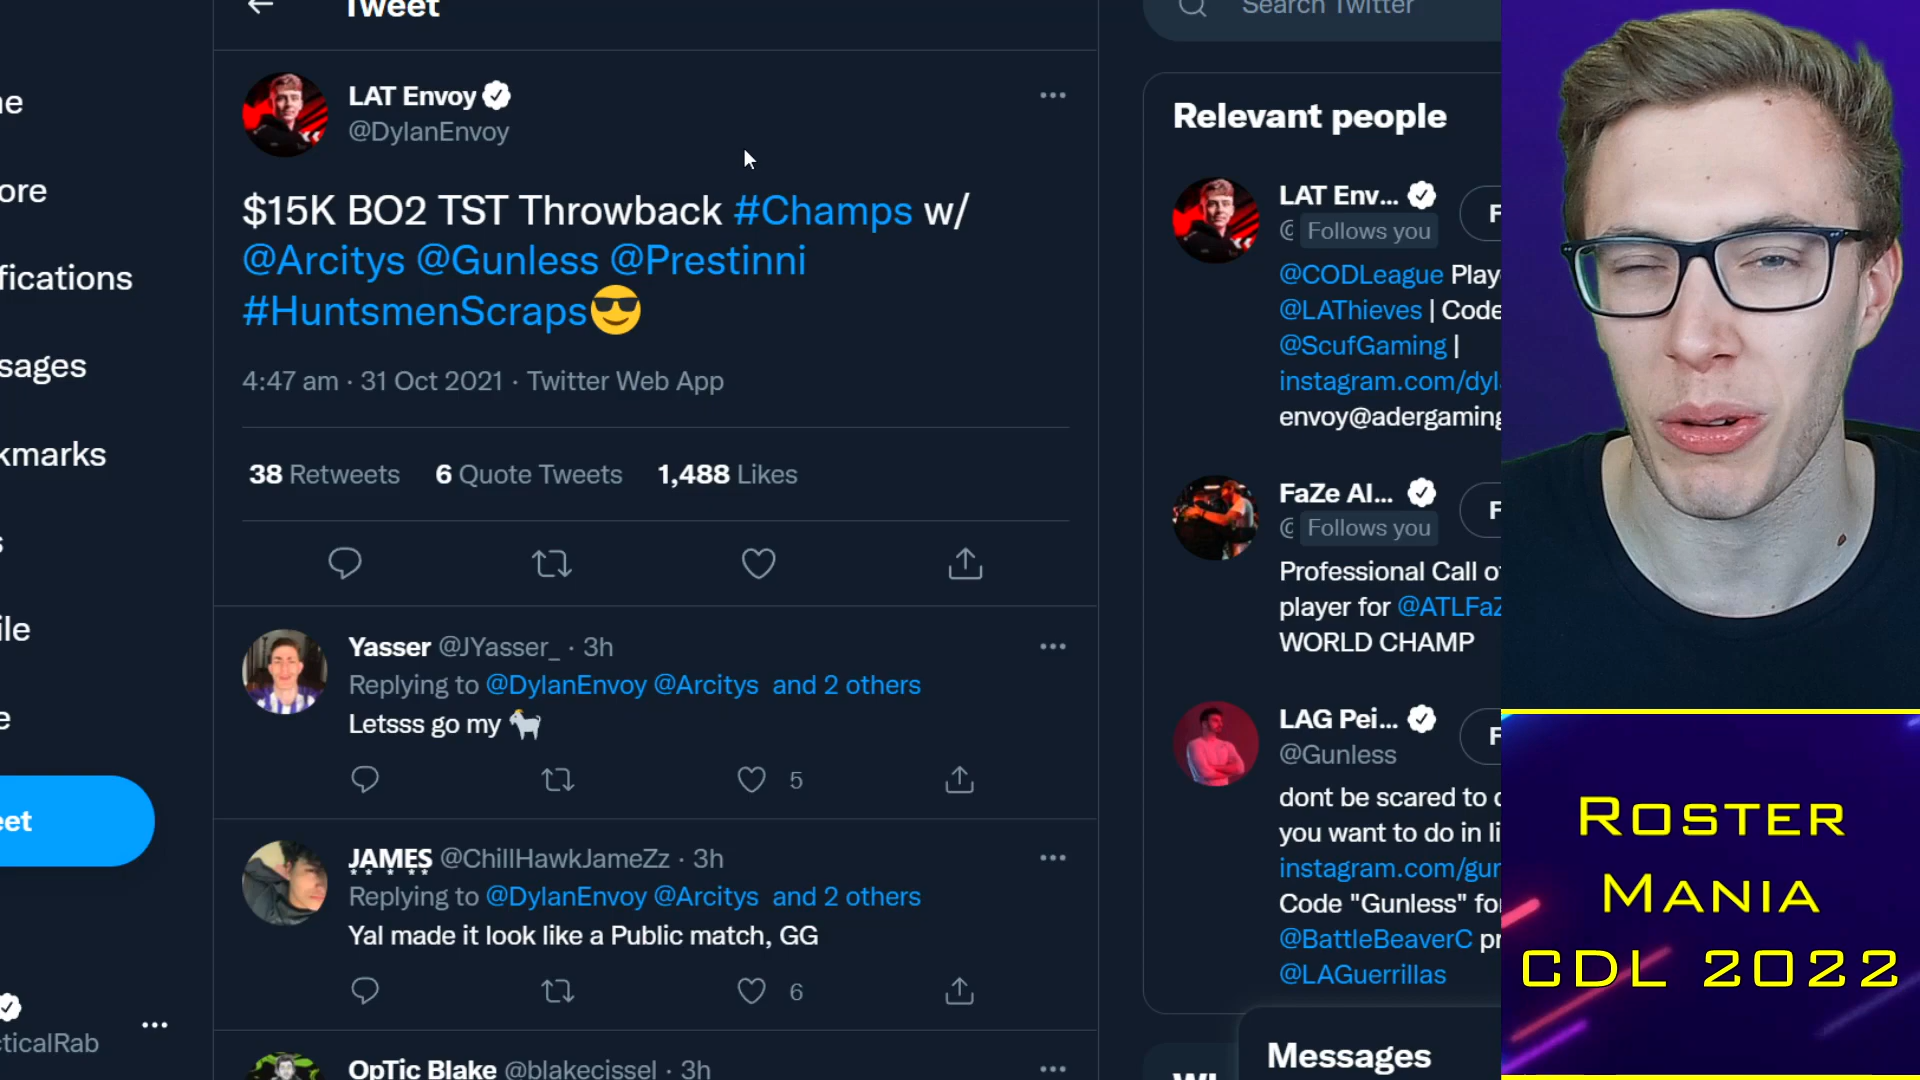 Tweet
Search Twitter
LAT Envoy
@DylanEnvoy
$15K BO2 TST Throwback #Champs w/
@Arcitys @Gunless @Prestinni
#HuntsmenScraps😎
4:47 am · 31 Oct 2021 · Twitter Web App
38 Retweets 6 Quote Tweets 1,488 Likes
Yasser @JYasser_ · 3h
Replying to @DylanEnvoy @Arcitys and 2 others
Letsss go my 🐐
5
JAMES @ChillHawkJameZz · 3h
Replying to @DylanEnvoy @Arcitys and 2 others
Yal made it look like a Public match, GG
6
OpTic Blake @blakecissel · 3h
ne
ore
fications
sages
kmarks
s
ile
e
eet
cticalRab
Relevant people
LAT Env...
@ Follows you
@CODLeague Play
@LAThieves | Code
@ScufGaming |
instagram.com/dyl
envoy@adergaming
FaZe Al...
@ Follows you
Professional Call o
player for @ATLFaZ
WORLD CHAMP
LAG Pei...
@Gunless
dont be scared to
you want to do in li
instagram.com/gun
Code "Gunless" for
@BattleBeaverC pr
@LAGuerrillas
Messages
ROSTER
MANIA
CDL 2022